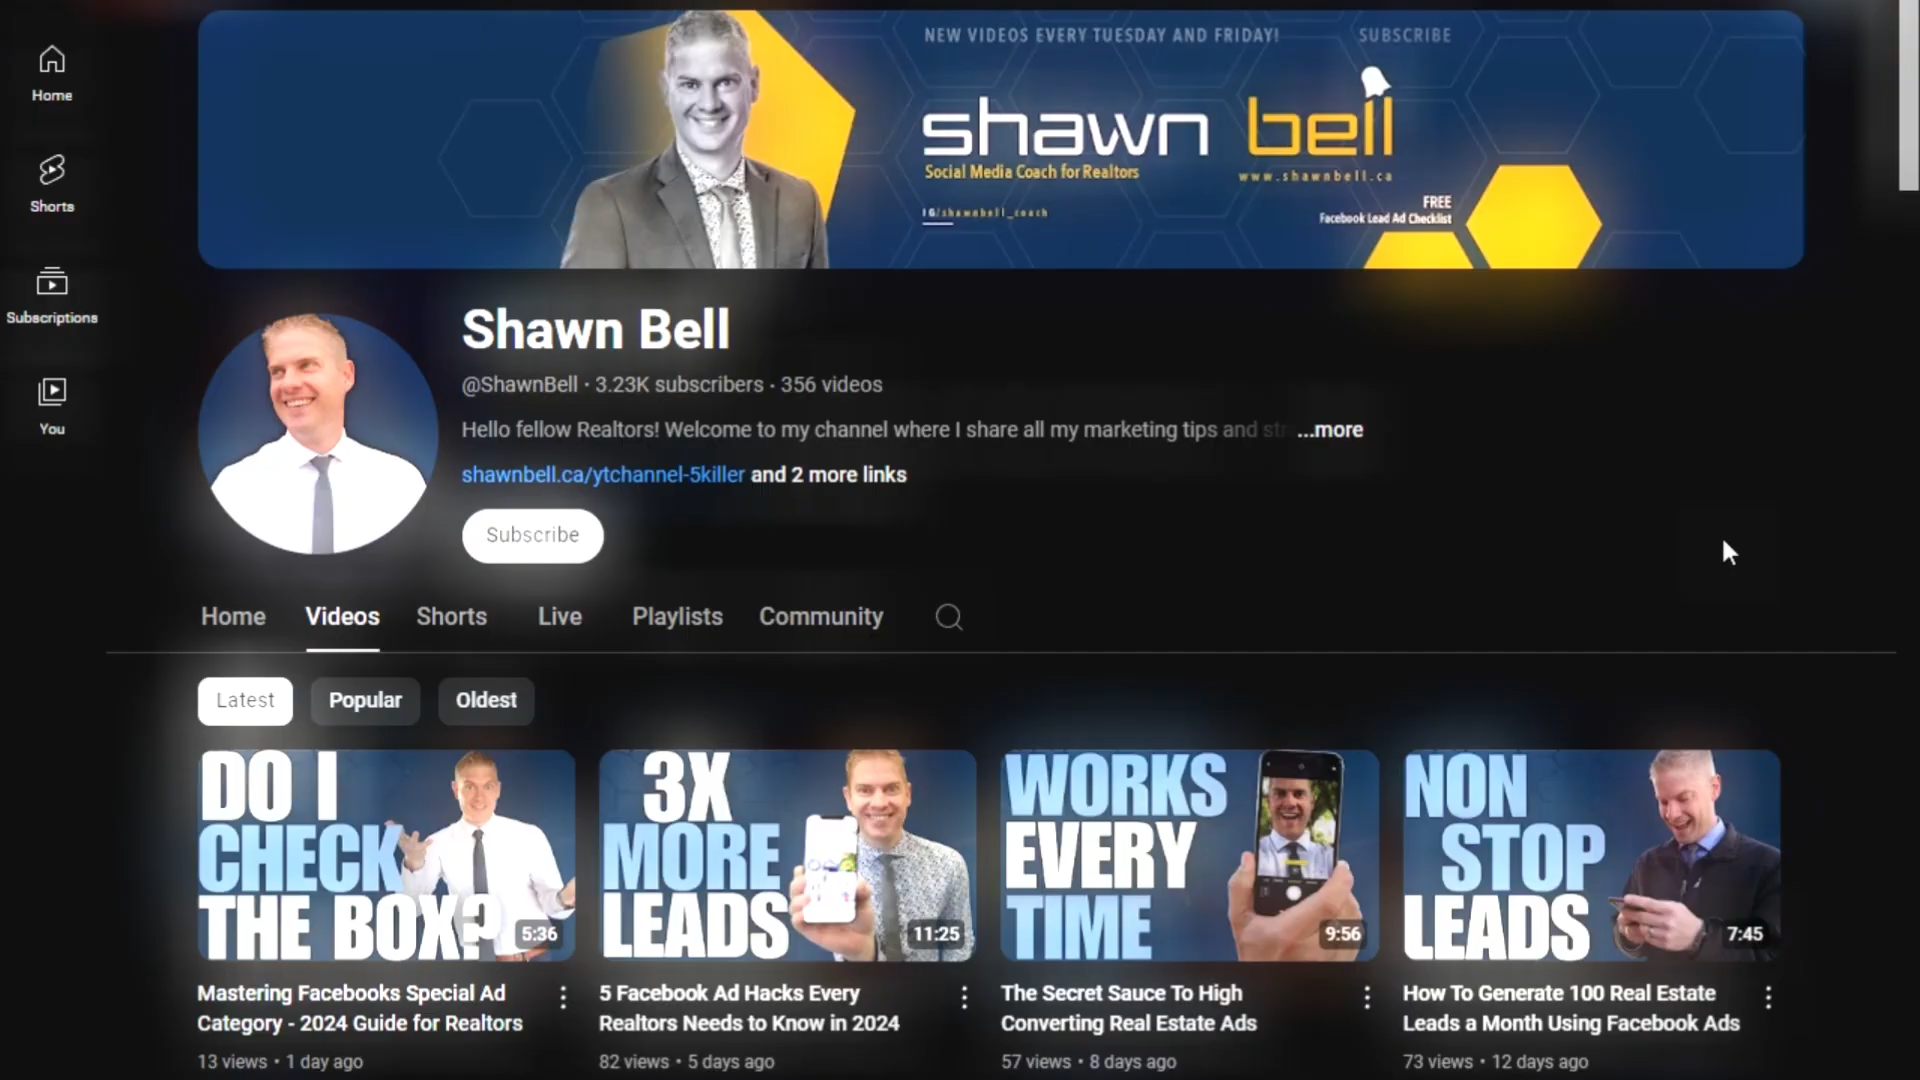 NEW VIDEOS EVERY TUESDAY AND FRIDAY!
SUBSCRIBE
shawn bell
Social Media Coach for Realtors
www.shawnbell.ca
IG/shawnbell_coach
FREE
Facebook Lead Ad Checklist
Home
Shorts
Subscriptions
You
Shawn Bell
@ShawnBell · 3.23K subscribers · 356 videos
Hello fellow Realtors! Welcome to my channel where I share all my marketing tips and ...more
shawnbell.ca/ytchannel-5killer and 2 more links
Subscribe
Home Videos Shorts Live Playlists Community
Latest Popular Oldest
DO I
CHECK
THE BOX?
5:36
3X
MORE
LEADS
11:25
WORKS
EVERY
TIME
9:56
NON
STOP
LEADS
7:45
Mastering Facebooks Special Ad
Category - 2024 Guide for Realtors
13 views · 1 day ago
5 Facebook Ad Hacks Every
Realtors Needs to Know in 2024
82 views · 5 days ago
The Secret Sauce To High
Converting Real Estate Ads
57 views · 8 days ago
How To Generate 100 Real Estate
Leads a Month Using Facebook Ads
73 views · 12 days ago